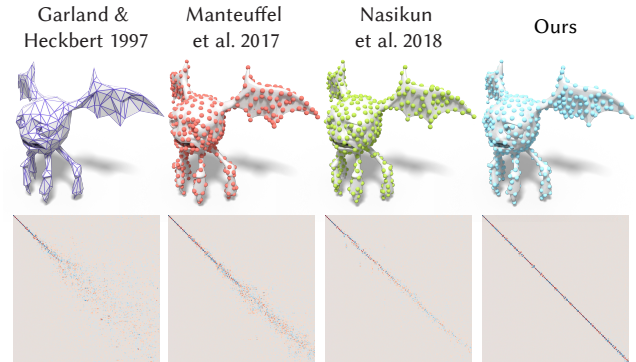 Garland &
Heckbert 1997
Manteuffel
et al. 2017
Nasikun
et al. 2018
Ours